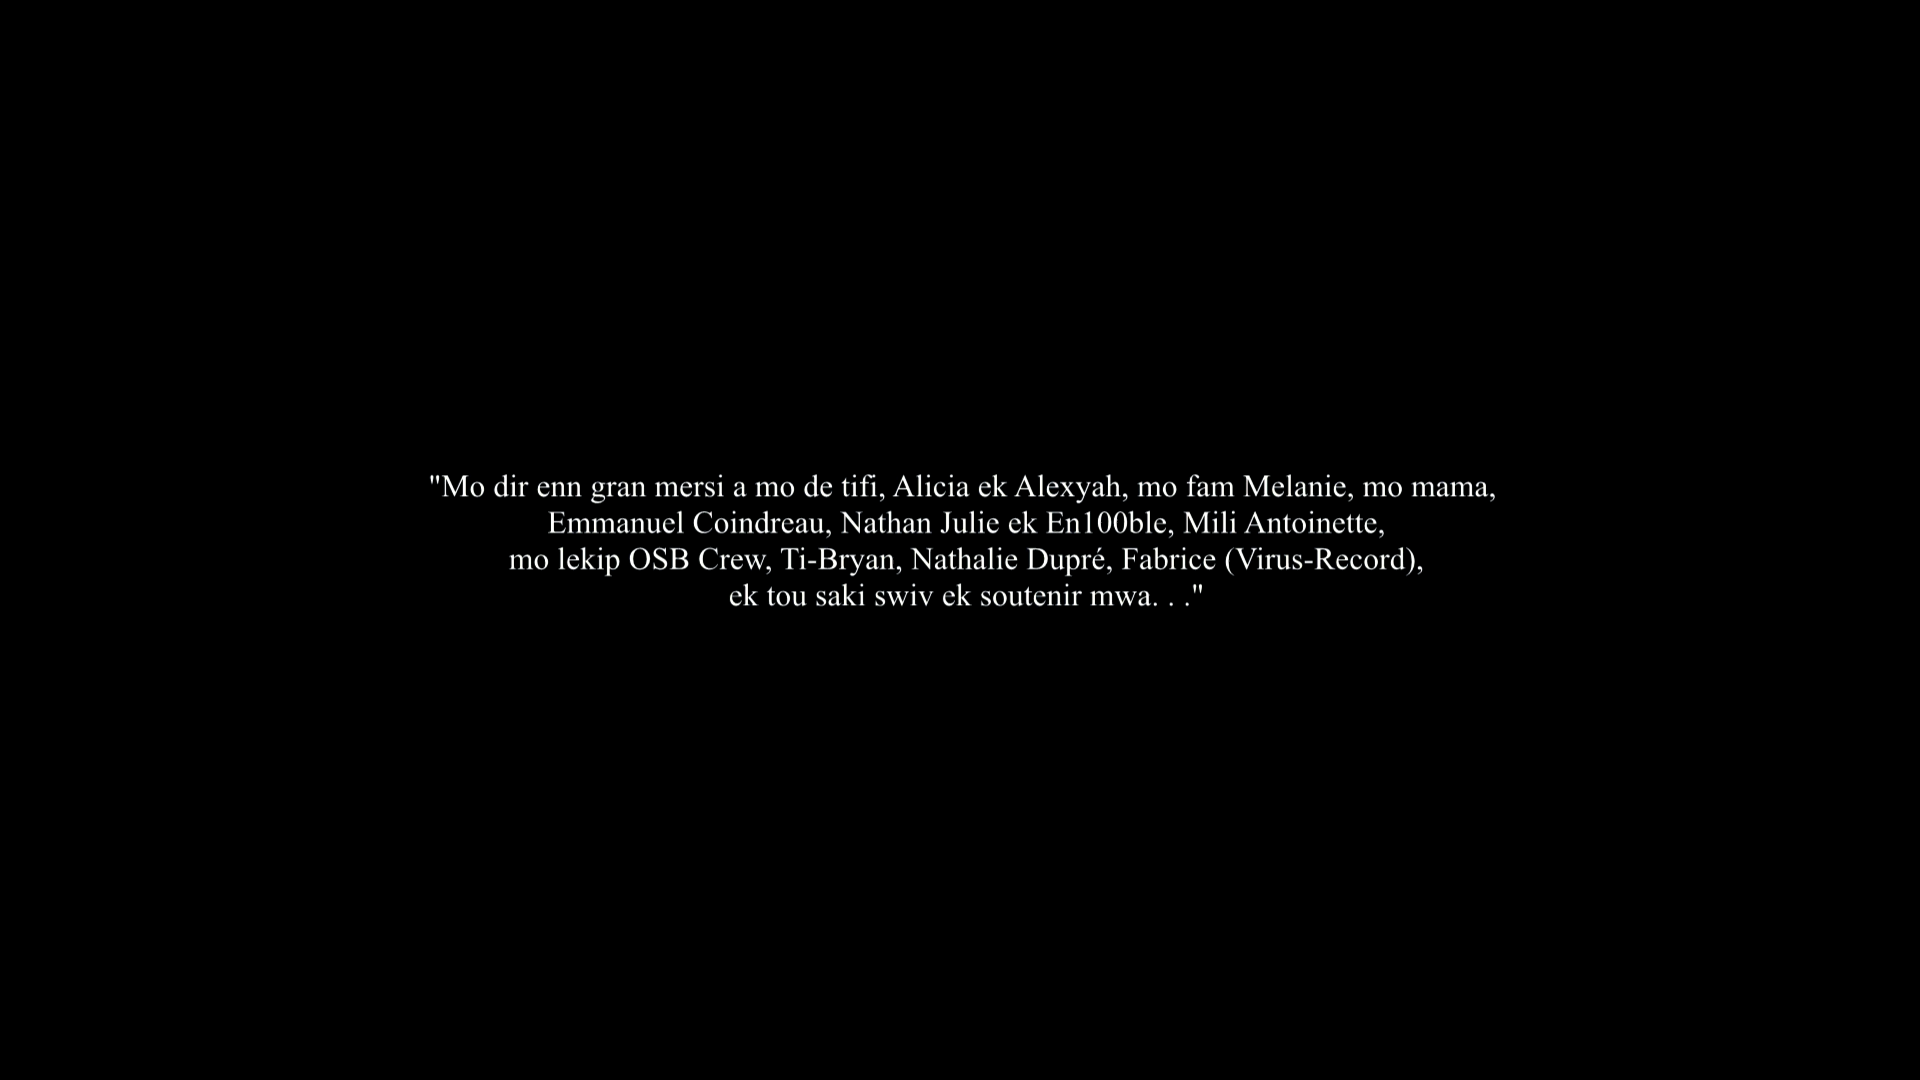 "Mo dir enn gran mersi a mo de tifi, Alicia ek Alexyah, mo fam Melanie, mo mama,
Emmanuel Coindreau, Nathan Julie ek En100ble, Mili Antoinette,
mo lekip OSB Crew, Ti-Bryan, Nathalie Dupré, Fabrice (Virus-Record),
ek tou saki swiv ek soutenir mwa. . ."